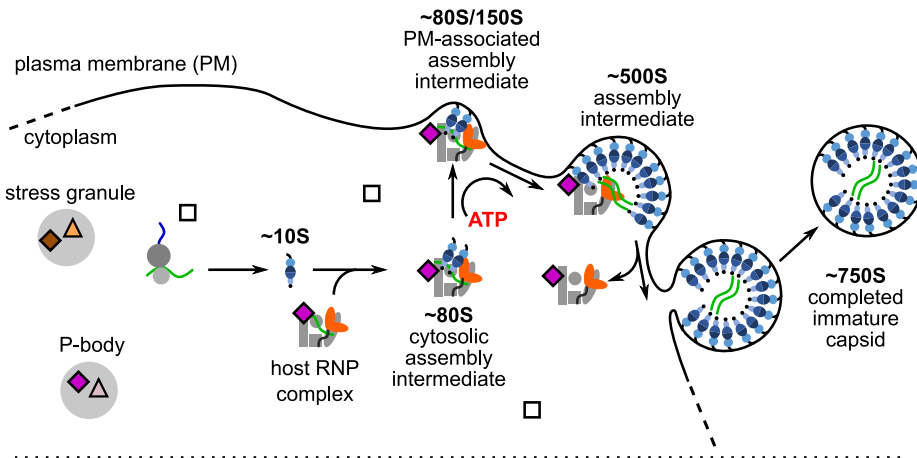 ~80S/150S
PM-associated
assembly
intermediate
plasma membrane (PM)
~500S
assembly
intermediate
cytoplasm
stress granule
~10S
ATP
~80S
cytosolic
assembly
intermediate
host RNP
complex
~750S
completed
immature
capsid
P-body